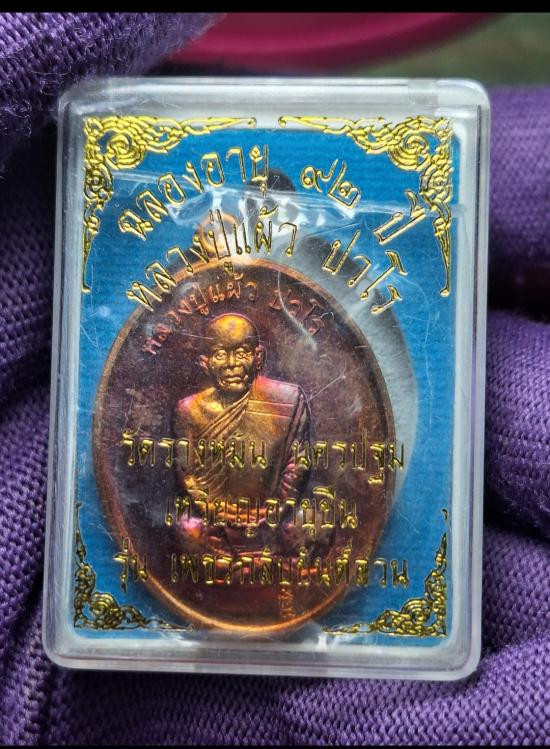 ฉลองอายุ ๙๒ ปี
หลวงปู่แผ้ว ปวโร
หลวงปู่แผ้ว ปวโร
วัดรางหมัน นครปฐม
เหรียญอายุยืน
รุ่น เพชรกลับยันต์สวน